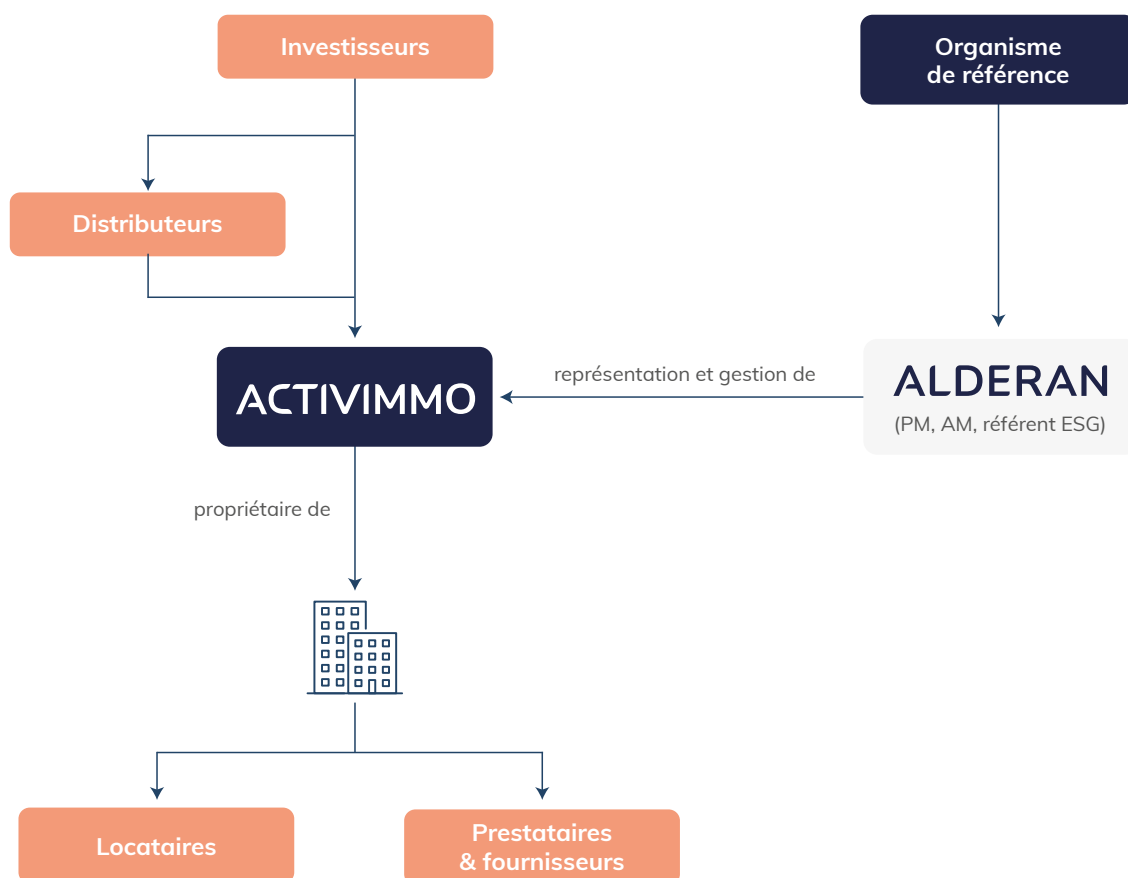 Investisseurs
Organisme
de référence
Distributeurs
ACTIVIMMO
représentation et gestion de
ALDERAN
(PM, AM, référent ESG)
propriétaire de
Locataires
Prestataires
& fournisseurs